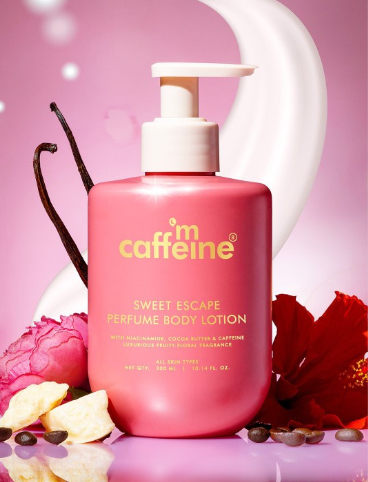 'm
caffeine®
SWEET ESCAPE
PERFUME BODY LOTION
WITH NIACINAMIDE, COCOA BUTTER & CAFFEINE
LUXURIOUS FRUITY-FLORAL FRAGRANCE
ALL SKIN TYPES
NET QTY: 300 ML | 10.14 FL. OZ.